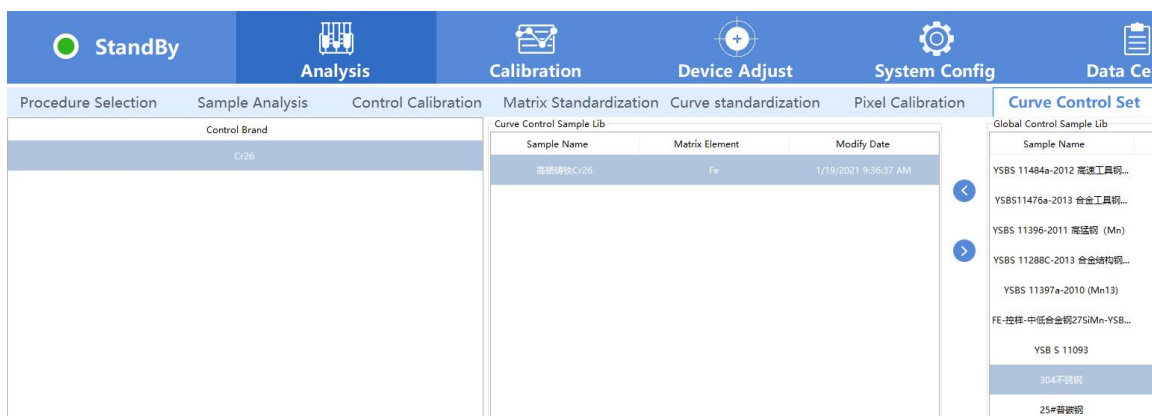 StandBy
Analysis
Calibration
Device Adjust
System Config
Data Ce
Procedure Selection
Sample Analysis
Control Calibration
Matrix Standardization
Curve standardization
Pixel Calibration
Curve Control Set
Control Brand
Cr26
Curve Control Sample Lib
Sample Name
Matrix Element
Modify Date
高铬铸铁Cr26
Fe
1/19/2021 9:36:37 AM
Global Control Sample Lib
Sample Name
YSBS 11484a-2012 高速工具钢...
YSBS11476a-2013 合金工具钢...
YSBS 11396-2011 高猛钢 (Mn)
YSBS 11288C-2013 合金结构钢...
YSBS 11397a-2010 (Mn13)
FE-控样-中低合金钢27SiMn-YSB...
YSB S 11093
304不锈钢
25#普碳钢